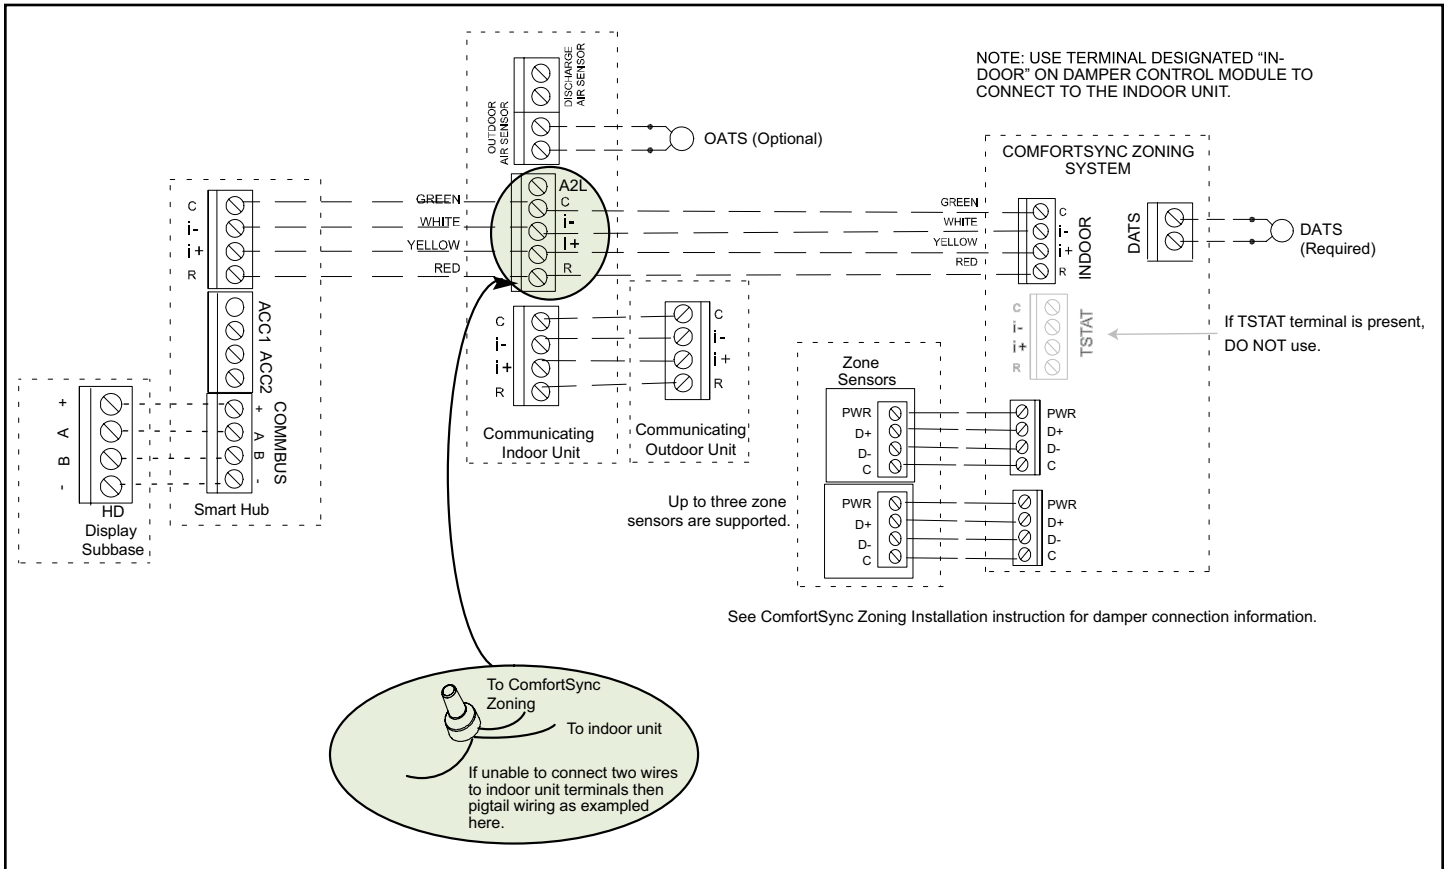 NOTE: USE TERMINAL DESIGNATED “IN-
DOOR” ON DAMPER CONTROL MODULE TO
CONNECT TO THE INDOOR UNIT.
DISCHARGE
AIR SENSOR
OUTDOOR
AIR SENSOR
OATS (Optional)
COMFORTSYNC ZONING
SYSTEM
A2L
C
i-
i+
R
GREEN
WHITE
YELLOW
RED
C
i-
i+
R
GREEN
WHITE
YELLOW
RED
C
i-
i+
R
INDOOR
DATS
DATS
(Required)
ACC1 ACC2
C
i-
i+
R
C
i-
i+
R
C
i-
i+
R
TSTAT
If TSTAT terminal is present,
DO NOT use.
Communicating
Indoor Unit
Communicating
Outdoor Unit
+
A
B
-
HD
Display
Subbase
+
A
B
-
COMMBUS
Smart Hub
Zone
Sensors
PWR
D+
D-
C
PWR
D+
D-
C
PWR
D+
D-
C
PWR
D+
D-
C
Up to three zone
sensors are supported.
See ComfortSync Zoning Installation instruction for damper connection information.
To ComfortSync
Zoning
To indoor unit
If unable to connect two wires
to indoor unit terminals then
pigtail wiring as exampled
here.